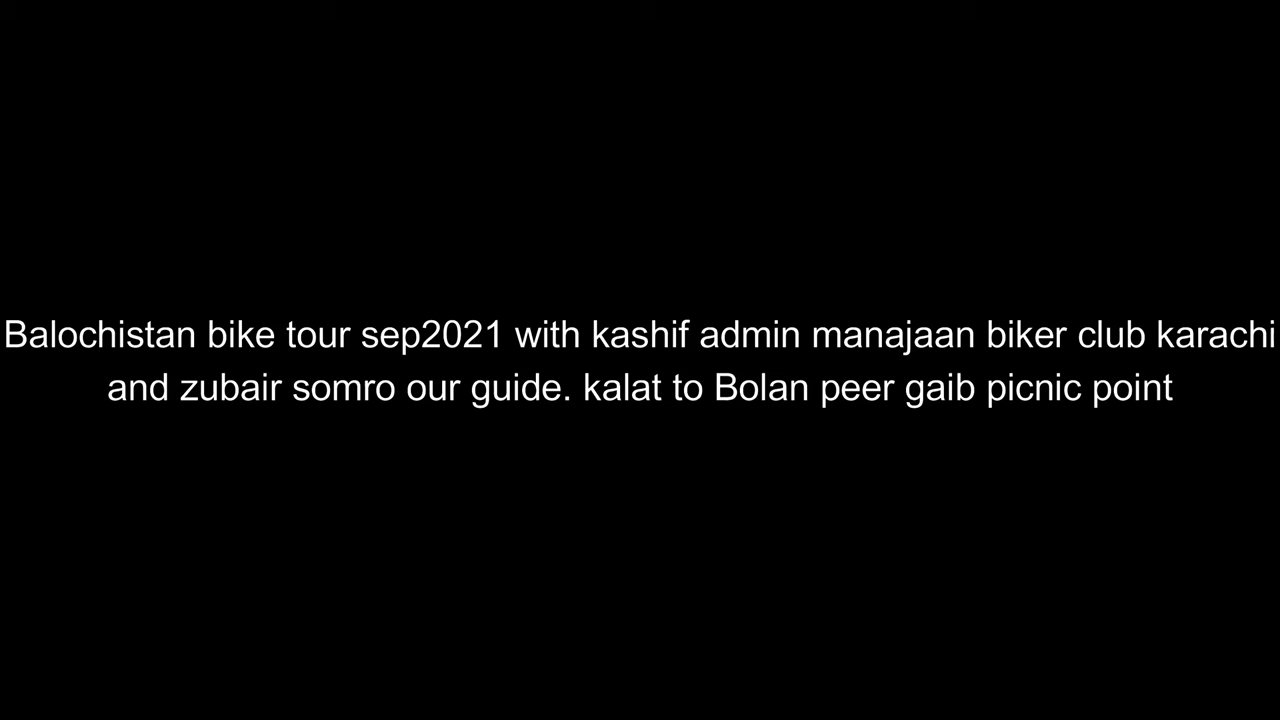 Balochistan bike tour sep2021 with kashif admin manajaan biker club karachi
and zubair somro our guide. kalat to Bolan peer gaib picnic point